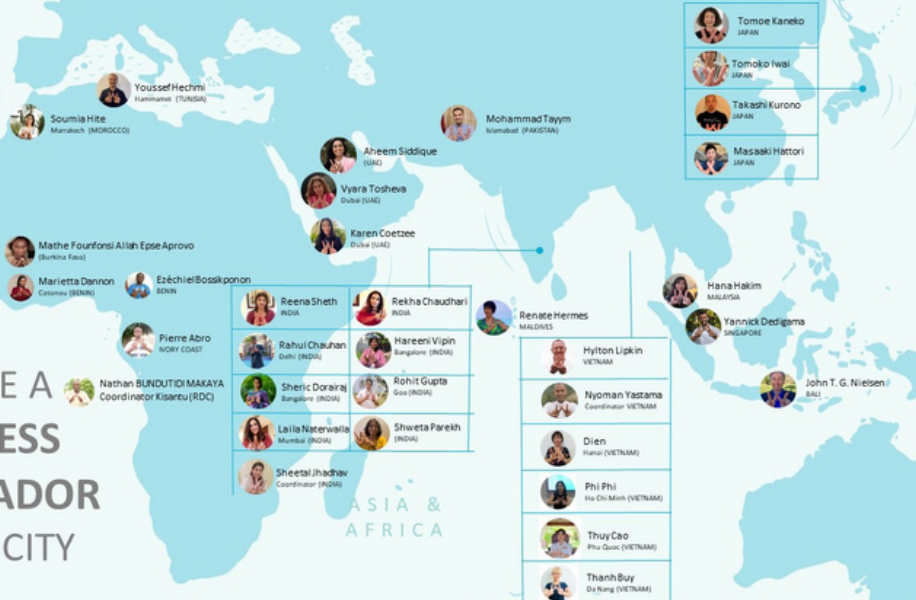 Tomoe Kaneko
JAPAN
Tomoko Iwai
JAPAN
Takashi Kurono
JAPAN
Masaaki Hattori
JAPAN
Youssef Hechmi
Hammamet (TUNISIA)
Soumia Hite
Marrakech (MOROCCO)
Mohammad Tayym
Islamabad (PAKISTAN)
Aheem Siddique
(UAE)
Vyara Tosheva
Dubai (UAE)
Karen Coetzee
Dubai (UAE)
Mathe Founfonsi Allah Epse Aprovo
(Burkina Faso)
Marietta Dannon
Cotonou (BENIN)
Ezéchiel Bossikponon
BENIN
Pierre Abro
IVORY COAST
Nathan BUNDUTIDI MAKAYA
Coordinator Kisantu (RDC)
Reena Sheth
INDIA
Rekha Chaudhari
INDIA
Rahul Chauhan
Delhi (INDIA)
Hareeni Vipin
Bangalore (INDIA)
Sheric Dorairaj
Bangalore (INDIA)
Rohit Gupta
Goa (INDIA)
Laila Naterwalla
Mumbai (INDIA)
Shweta Parekh
(INDIA)
Sheetal Jhadhav
Coordinator (INDIA)
Renate Hermes
MALDIVES
Hana Hakim
MALAYSIA
Yannick Dedigama
SINGAPORE
John T. G. Nielsen
BALI
Hylton Lipkin
VIETNAM
Nyoman Yastama
Coordinator VIETNAM
Dien
Hanoi (VIETNAM)
Phi Phi
Ho Chi Minh (VIETNAM)
Thuy Cao
Phu Quoc (VIETNAM)
Thanh Buy
Da Nang (VIETNAM)
E A
ESS
ADOR
CITY
ASIA &
AFRICA